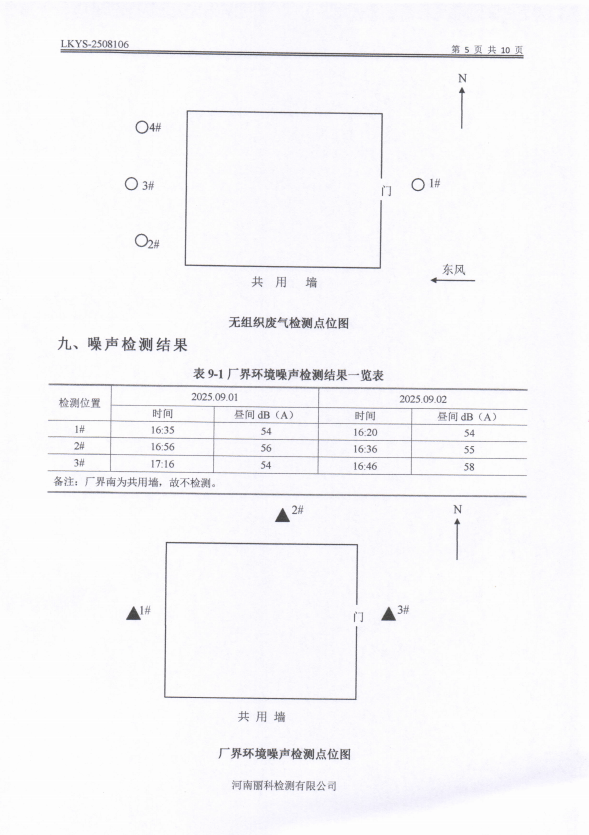 LKYS-2508106 第 5 页 共 10 页
N
4#
3# 门 1#
2#
共 用 墙 东风
无组织废气检测点位图
九、噪声检测结果
表 9-1 厂界环境噪声检测结果一览表
检测位置 2025.09.01 2025.09.02
时间 昼间 dB（A） 时间 昼间 dB（A）
1# 16:35 54 16:20 54
2# 16:56 56 16:36 55
3# 17:16 54 16:46 58
备注：厂界南为共用墙，故不检测。
2# N
1# 门 3#
共 用 墙
厂界环境噪声检测点位图
河南丽科检测有限公司